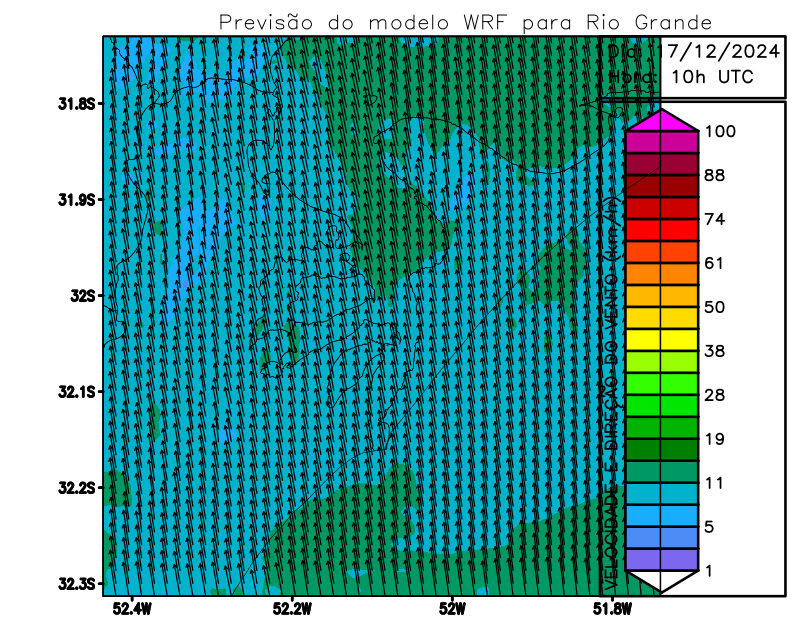 Previsão do modelo WRF para Rio Grande
Dia: 17/12/2024
Hora: 10h UTC
31.8S
31.9S
32S
32.1S
32.2S
32.3S
52.4W
52.2W
52W
51.8W
VELOCIDADE E DIREÇÃO DO VENTO (km/h)
100
88
74
61
50
38
28
19
11
5
1